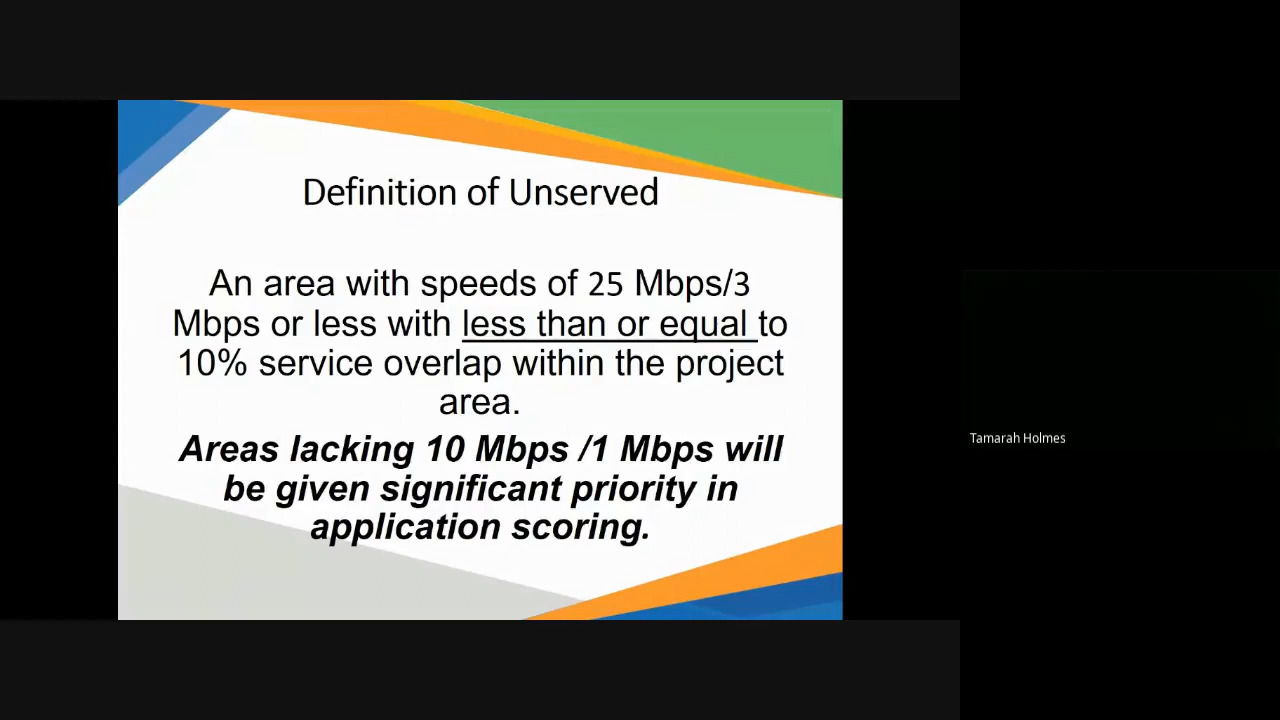 Definition of Unserved
An area with speeds of 25 Mbps/3
Mbps or less with less than or equal to
10% service overlap within the project
area.
Areas lacking 10 Mbps /1 Mbps will
be given significant priority in
application scoring.
Tamarah Holmes